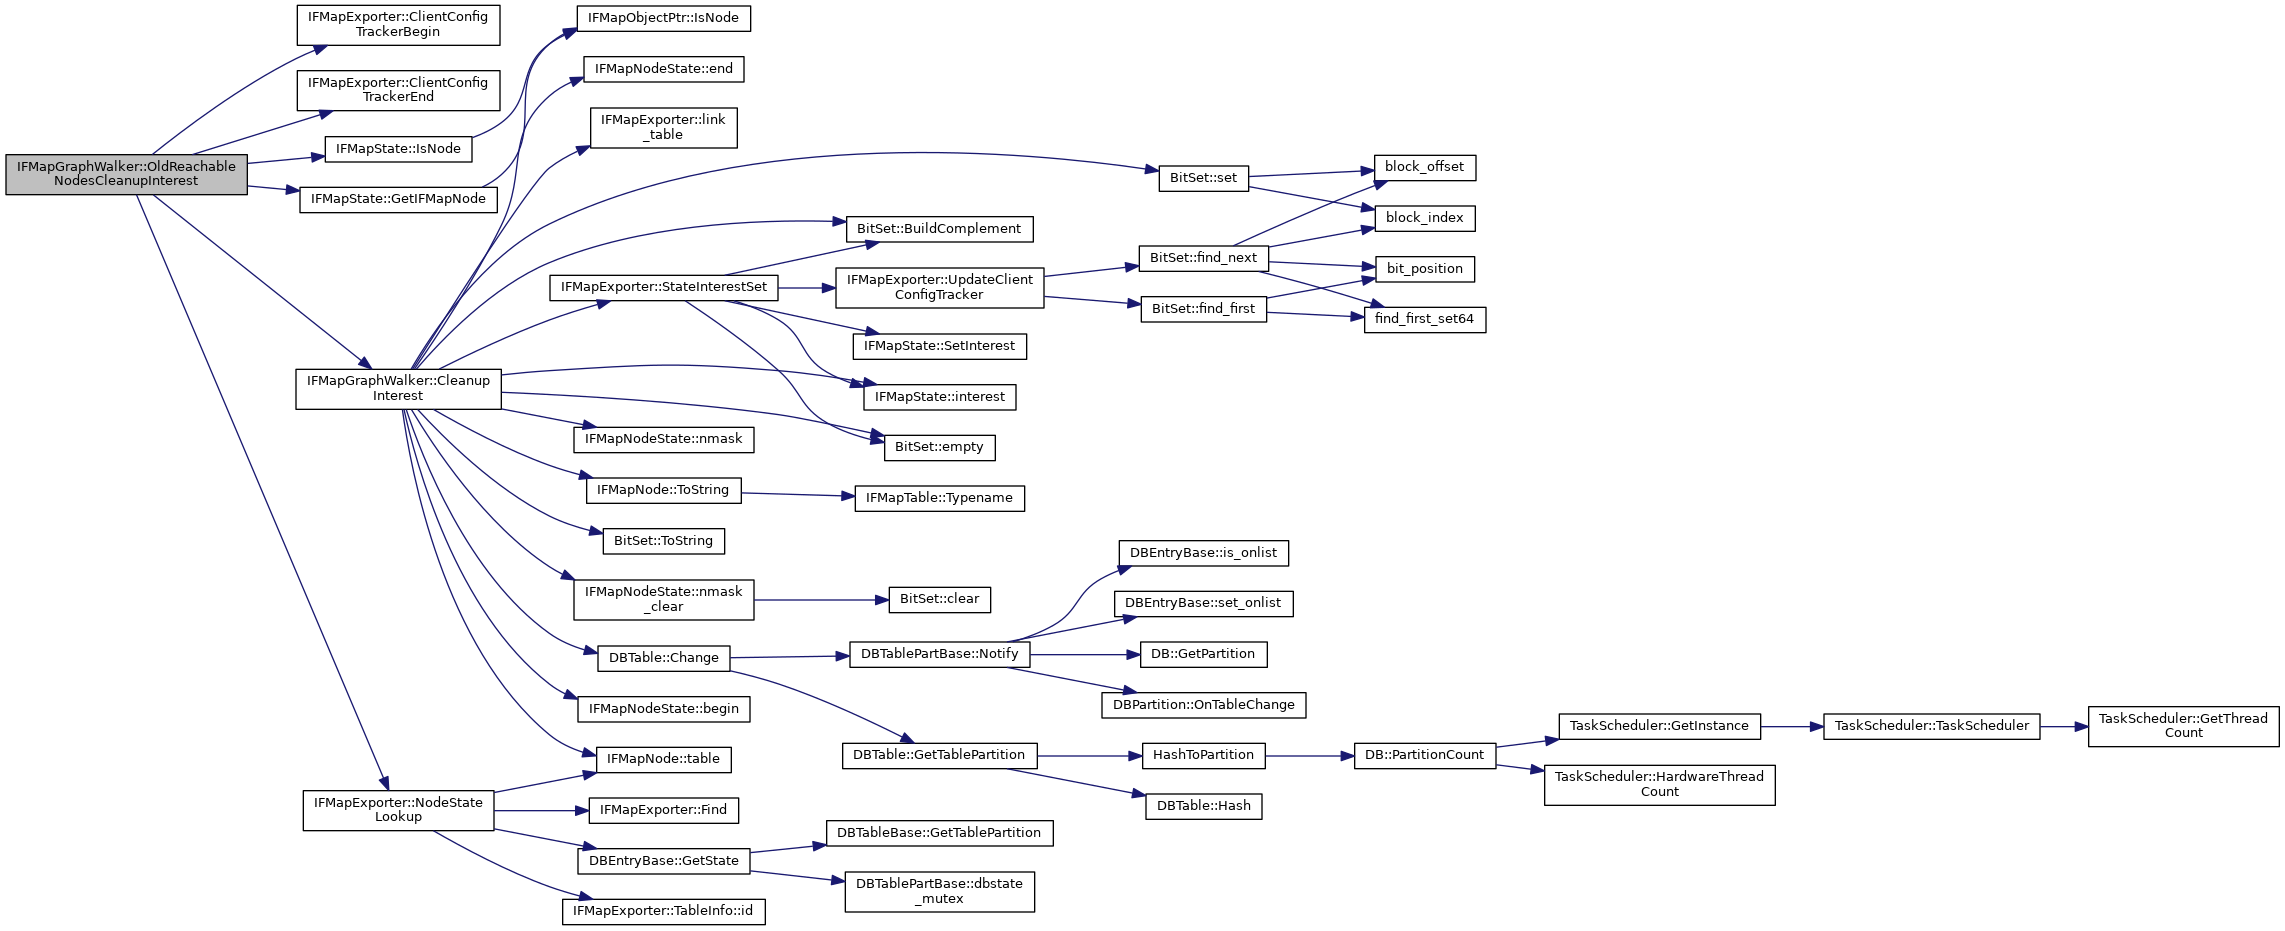 IFMapGraphWalker::OldReachable
NodesCleanupInterest
IFMapExporter::ClientConfig
TrackerBegin
IFMapExporter::ClientConfig
TrackerEnd
IFMapState::IsNode
IFMapState::GetIFMapNode
IFMapGraphWalker::Cleanup
Interest
IFMapExporter::NodeState
Lookup
IFMapObjectPtr::IsNode
IFMapNodeState::end
IFMapExporter::link
_table
IFMapExporter::StateInterestSet
IFMapNodeState::nmask
IFMapNode::ToString
BitSet::ToString
IFMapNodeState::nmask
_clear
DBTable::Change
IFMapNodeState::begin
IFMapNode::table
IFMapExporter::Find
DBEntryBase::GetState
IFMapExporter::TableInfo::id
BitSet::BuildComplement
IFMapExporter::UpdateClient
ConfigTracker
IFMapState::SetInterest
IFMapState::interest
BitSet::empty
IFMapTable::Typename
BitSet::clear
DBTablePartBase::Notify
DBTable::GetTablePartition
DBTableBase::GetTablePartition
DBTablePartBase::dbstate
_mutex
BitSet::set
BitSet::find_next
BitSet::find_first
DBEntryBase::is_onlist
DBEntryBase::set_onlist
DB::GetPartition
DBPartition::OnTableChange
HashToPartition
DBTable::Hash
block_offset
block_index
bit_position
find_first_set64
DB::PartitionCount
TaskScheduler::GetInstance
TaskScheduler::HardwareThread
Count
TaskScheduler::TaskScheduler
TaskScheduler::GetThread
Count